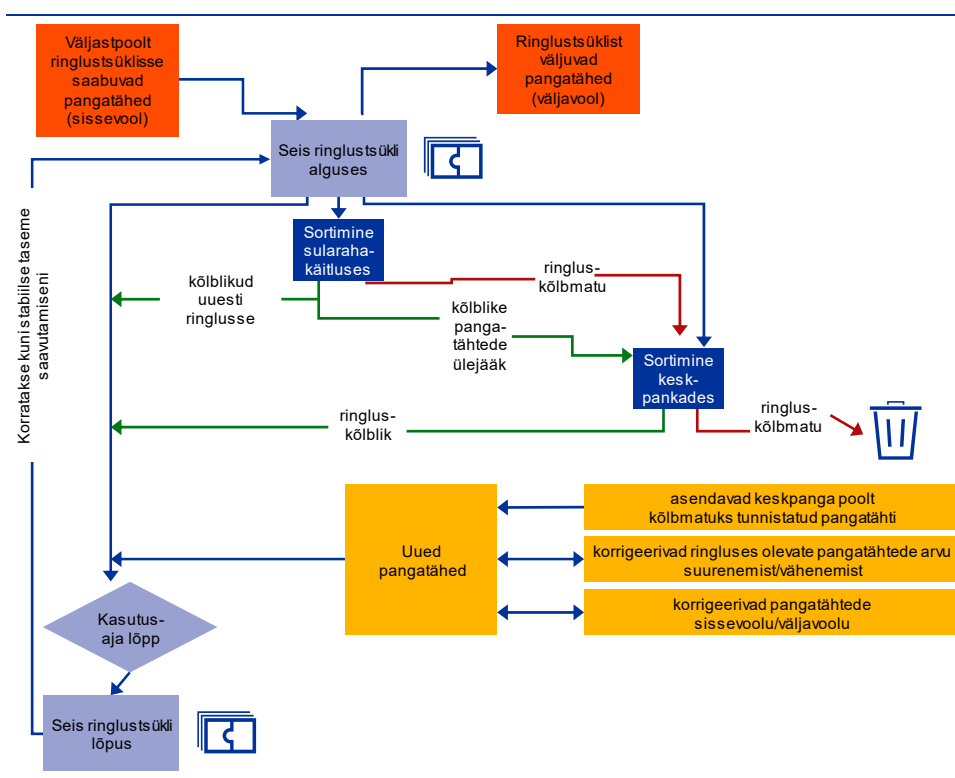 Väljastpoolt
ringlustsüklisse
saabuvad
pangatähed
(sissevool)
Ringlustsüklist
väljuvad
pangatähed
(väljavool)
Seis ringlustsükli
alguses
Sortimine
sularaha-
käitluses
kõlblikud
uuesti
ringlusse
ringlus-
kõlbmatu
kõlblike
panga-
tähtede
ülejääk
Sortimine
kesk-
pankades
ringlus-
kõlblik
ringlus-
kõlbmatu
Korratakse kuni stabiilse taseme
saavutamiseni
Uued
pangatähed
asendavad keskpanga poolt
kõlbmatuks tunnistatud pangatähti
korrigeerivad ringluses olevate pangatähtede arvu
suurenemist/vähenemist
korrigeerivad pangatähtede
sissevoolu/väljavoolu
Kasutus-
aja lõpp
Seis ringlustsükli
lõpus